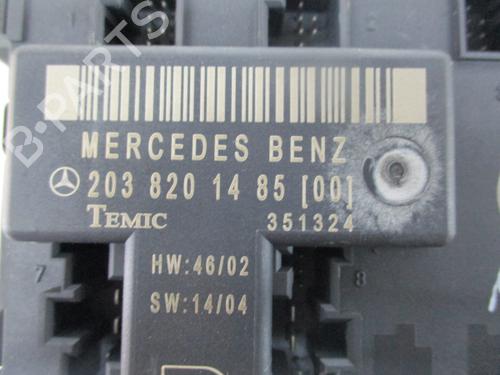 MERCEDES BENZ
203 820 14 85 [00]
TEMIC 351324
HW:46/02
SW:14/04
7
8
B-PARTS